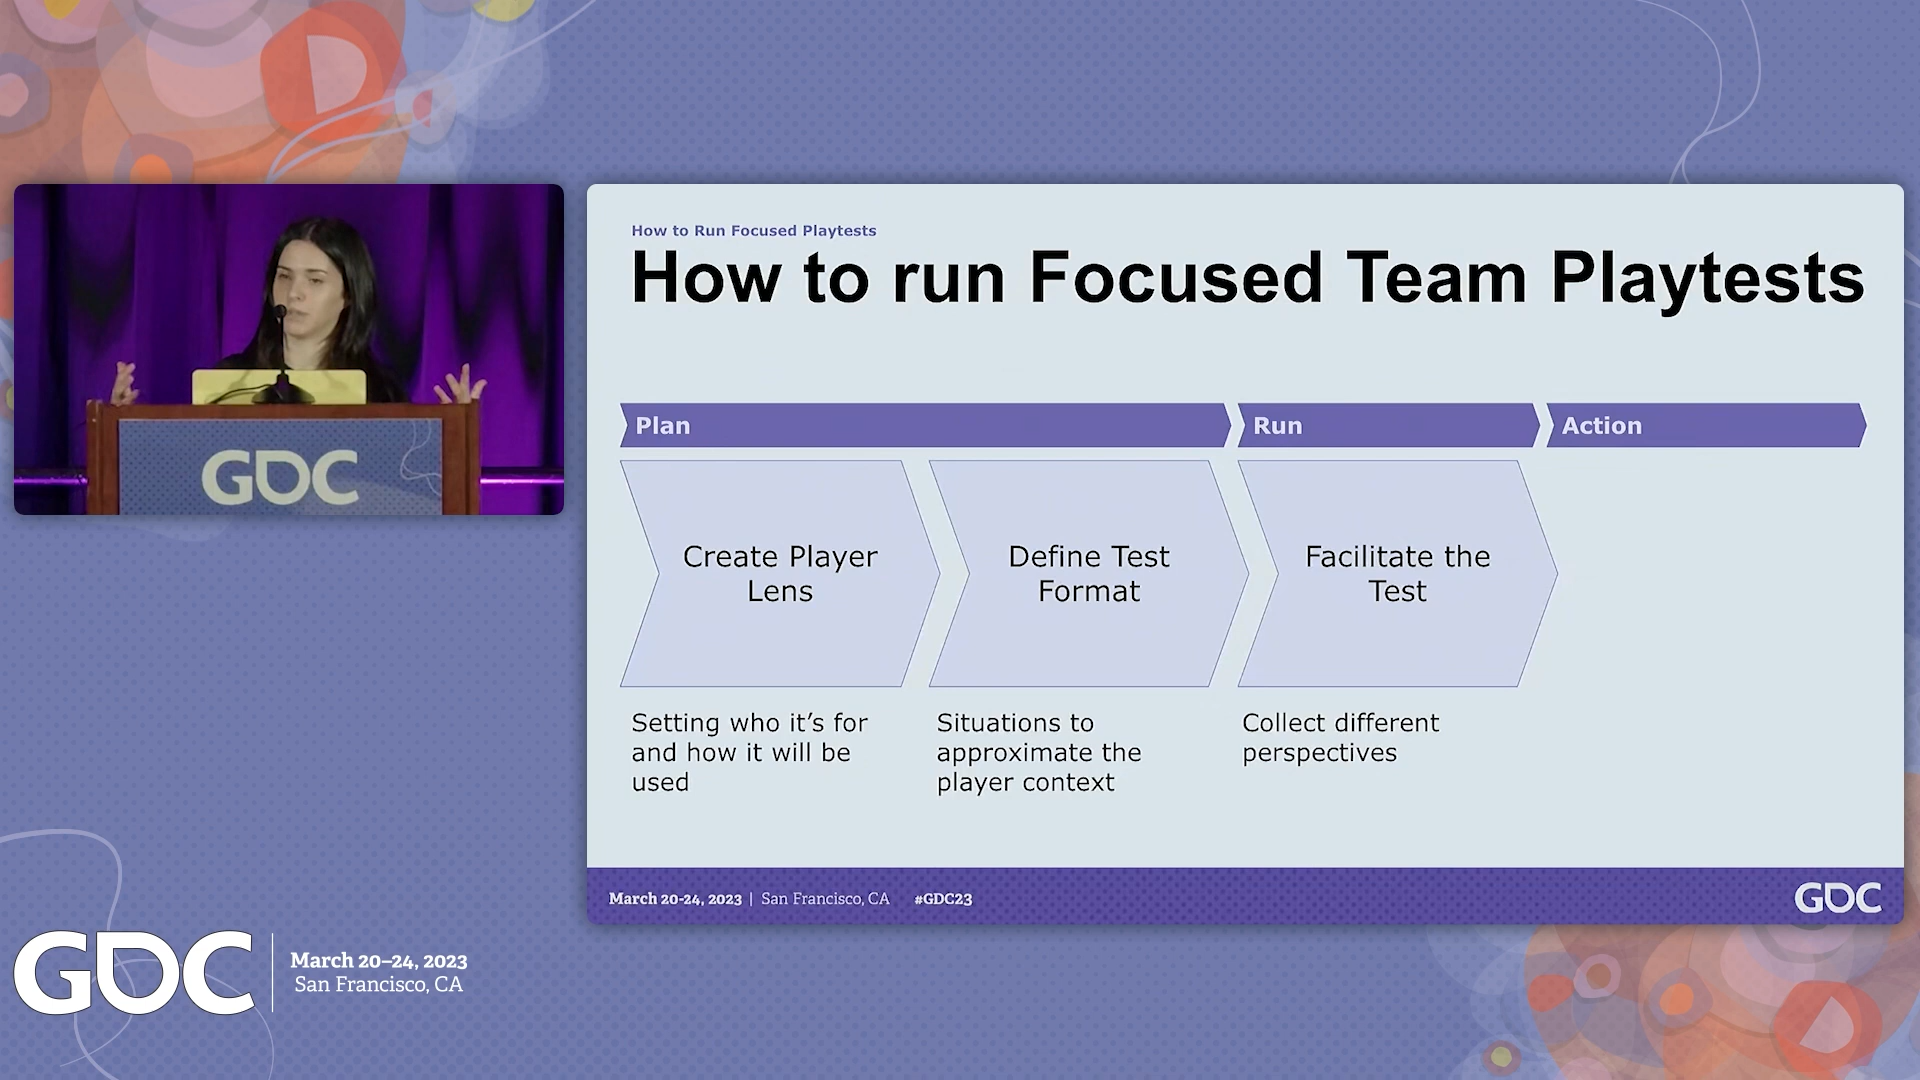 GDC
How to Run Focused Playtests
How to run Focused Team Playtests
Plan
Run
Action
Create Player
Lens
Define Test
Format
Facilitate the
Test
Setting who it’s for
and how it will be
used
Situations to
approximate the
player context
Collect different
perspectives
March 20-24, 2023 | San Francisco, CA #GDC23
GDC
GDC
March 20–24, 2023
San Francisco, CA